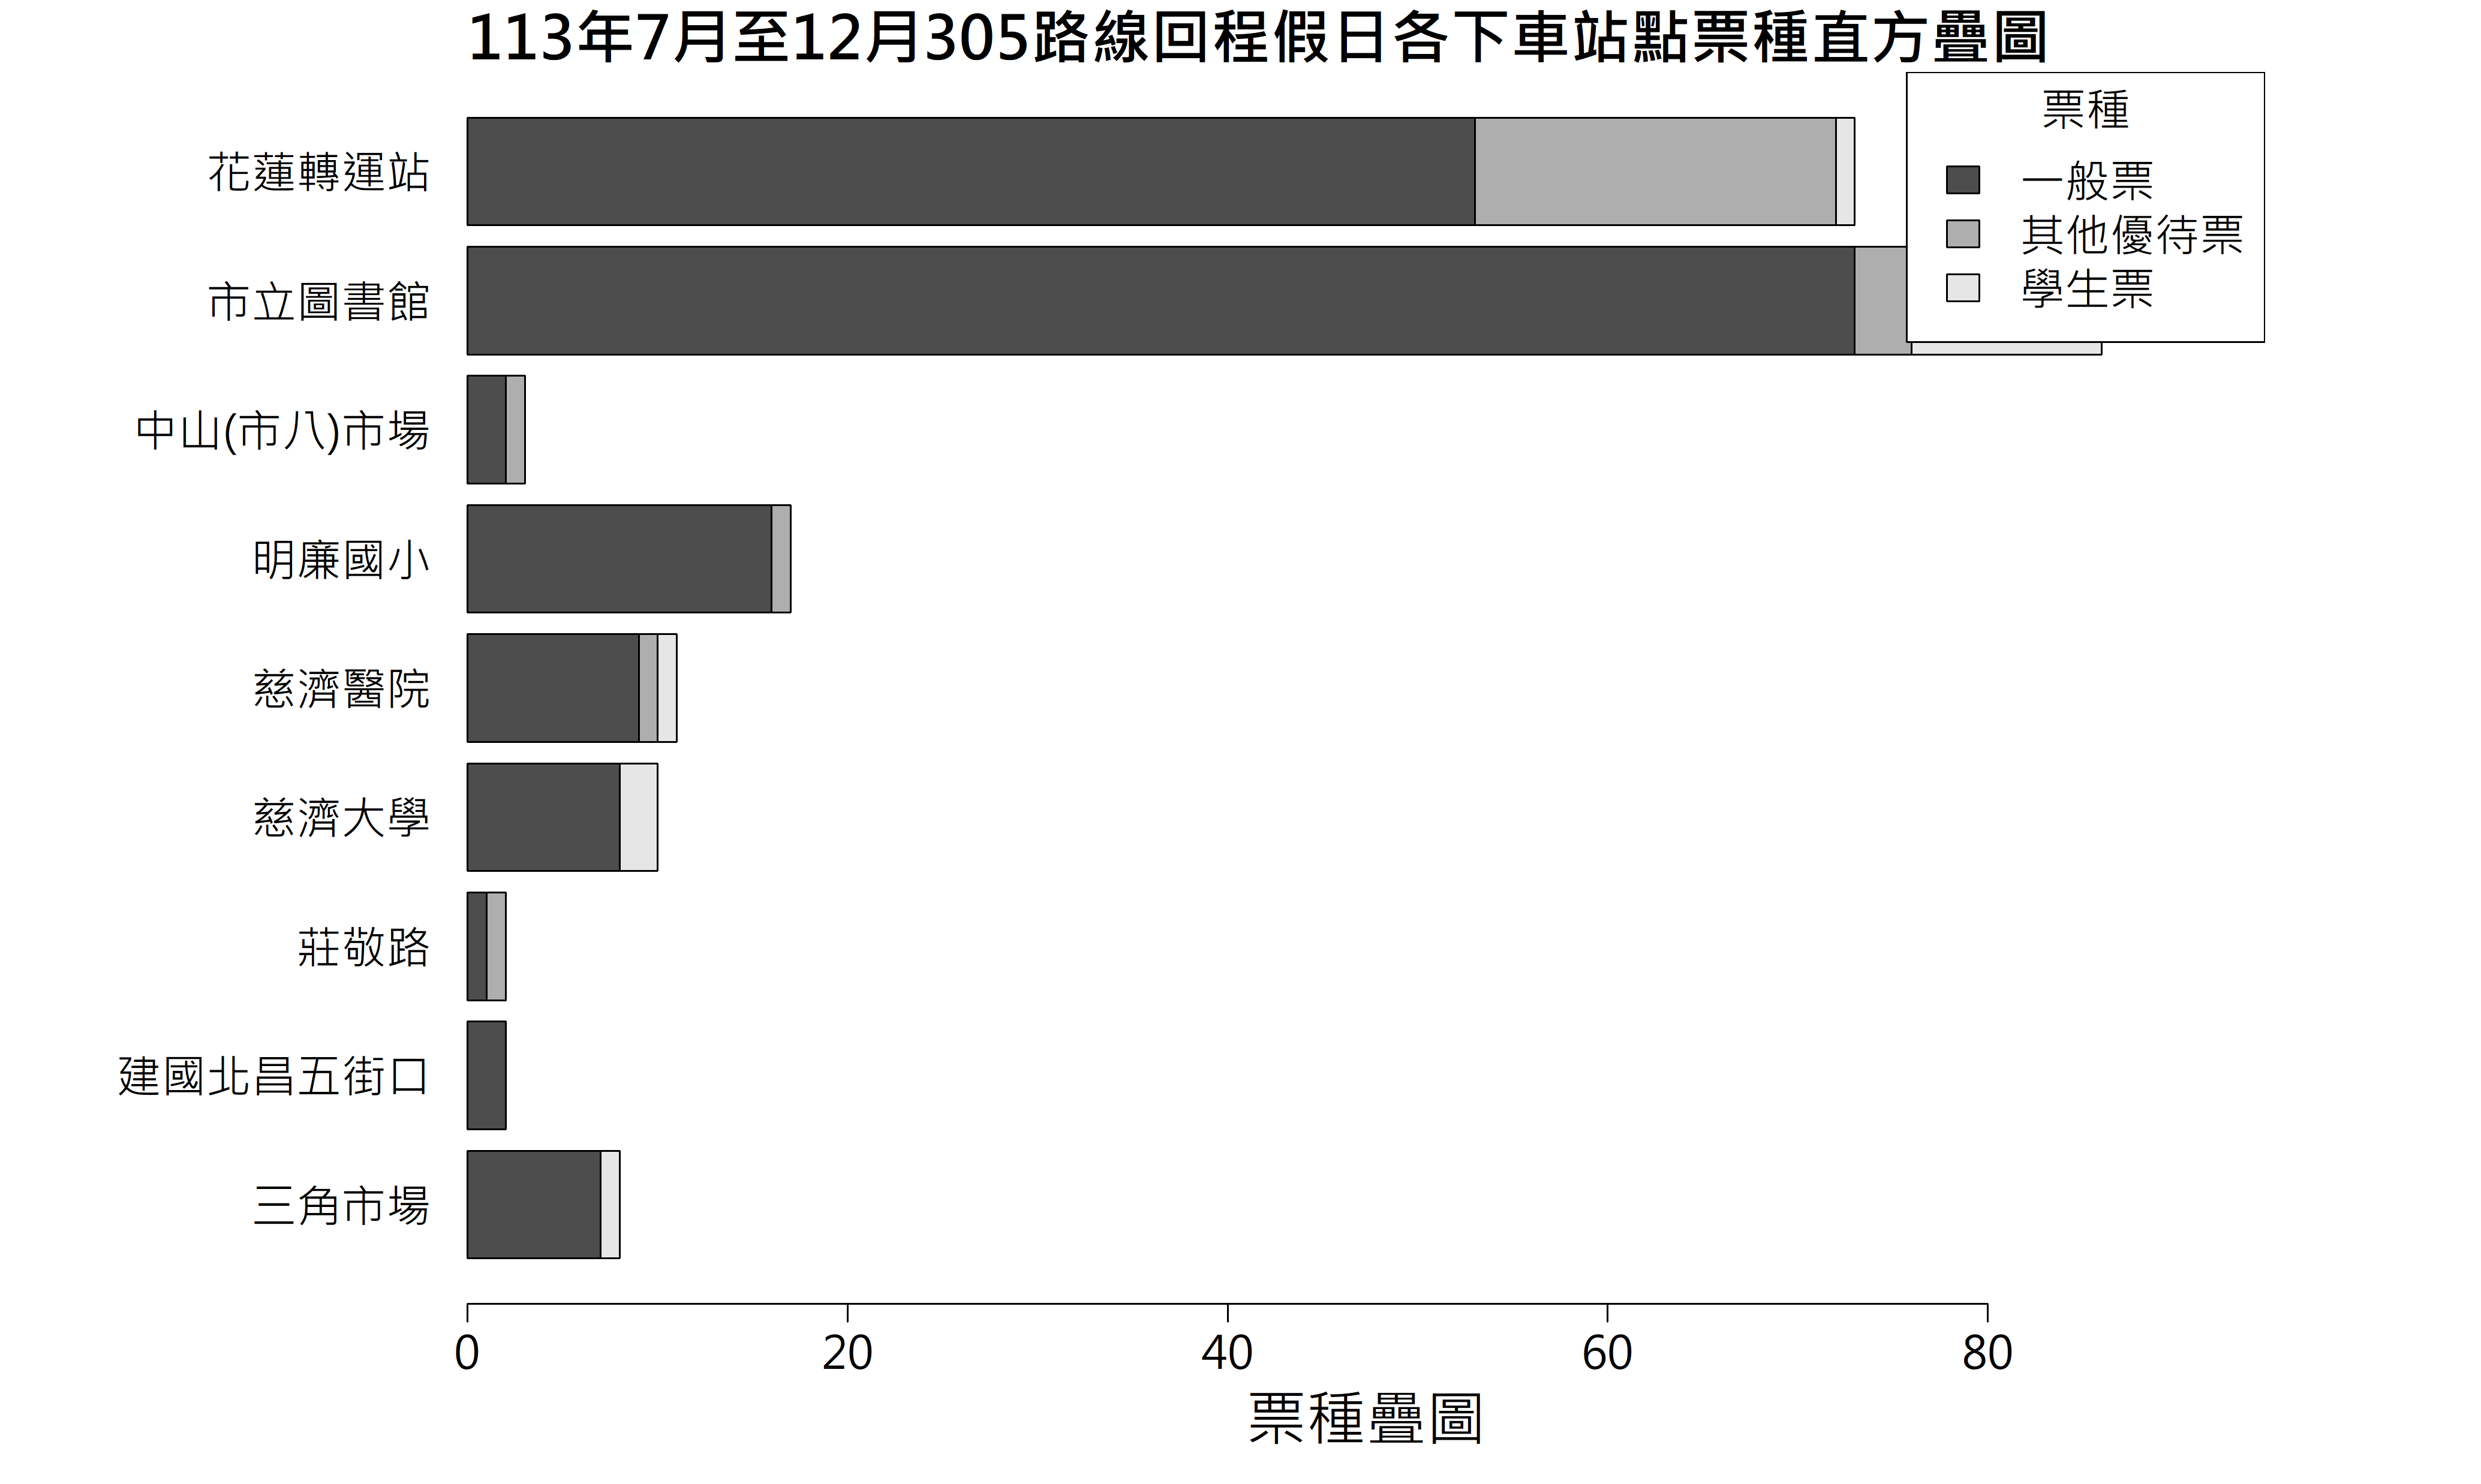 113年7月至12月305路線回程假日各下車站點票種直方疊圖
票種
一般票
其他優待票
學生票
花蓮轉運站
市立圖書館
中山(市八)市場
明廉國小
慈濟醫院
慈濟大學
莊敬路
建國北昌五街口
三角市場
0 20 40 60 80
票種疊圖